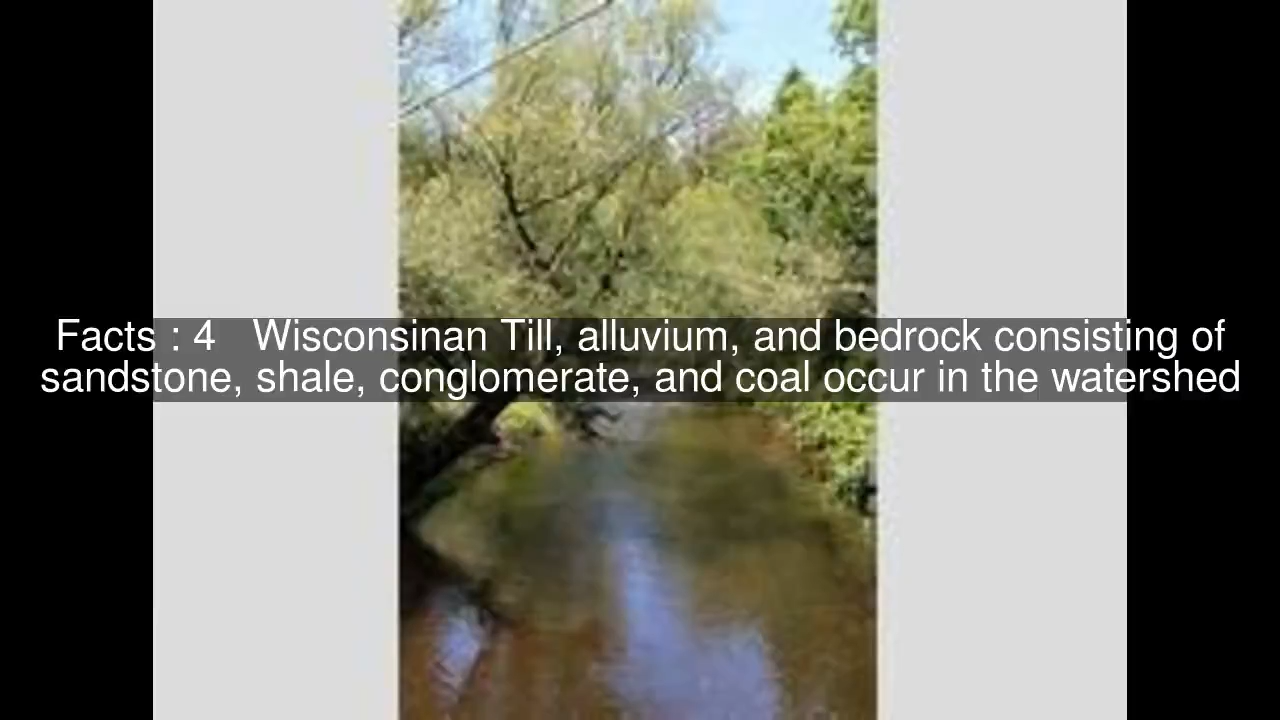 Facts : 4 Wisconsinan Till, alluvium, and bedrock consisting of
sandstone, shale, conglomerate, and coal occur in the watershed